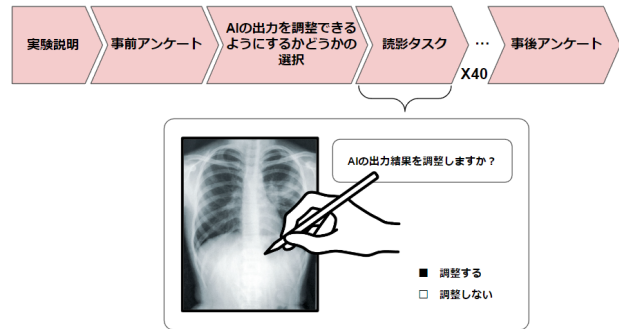 実験説明
事前アンケート
AIの出力を調整できる
ようにするかどうかの
選択
読影タスク
…
X40
事後アンケート
AIの出力結果を調整しますか？
■ 調整する
□ 調整しない